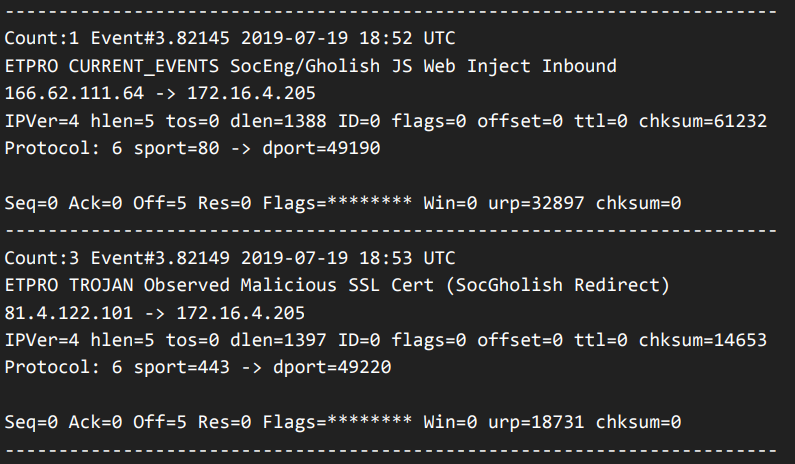 ------------------------------------------------------------------------
Count:1 Event#3.82145 2019-07-19 18:52 UTC
ETPRO CURRENT_EVENTS SocEng/Gholish JS Web Inject Inbound
166.62.111.64 -> 172.16.4.205
IPVer=4 hlen=5 tos=0 dlen=1388 ID=0 flags=0 offset=0 ttl=0 chksum=61232
Protocol: 6 sport=80 -> dport=49190

Seq=0 Ack=0 Off=5 Res=0 Flags=******** Win=0 urp=32897 chksum=0
------------------------------------------------------------------------
Count:3 Event#3.82149 2019-07-19 18:53 UTC
ETPRO TROJAN Observed Malicious SSL Cert (SocGholish Redirect)
81.4.122.101 -> 172.16.4.205
IPVer=4 hlen=5 tos=0 dlen=1397 ID=0 flags=0 offset=0 ttl=0 chksum=14653
Protocol: 6 sport=443 -> dport=49220

Seq=0 Ack=0 Off=5 Res=0 Flags=******** Win=0 urp=18731 chksum=0
------------------------------------------------------------------------